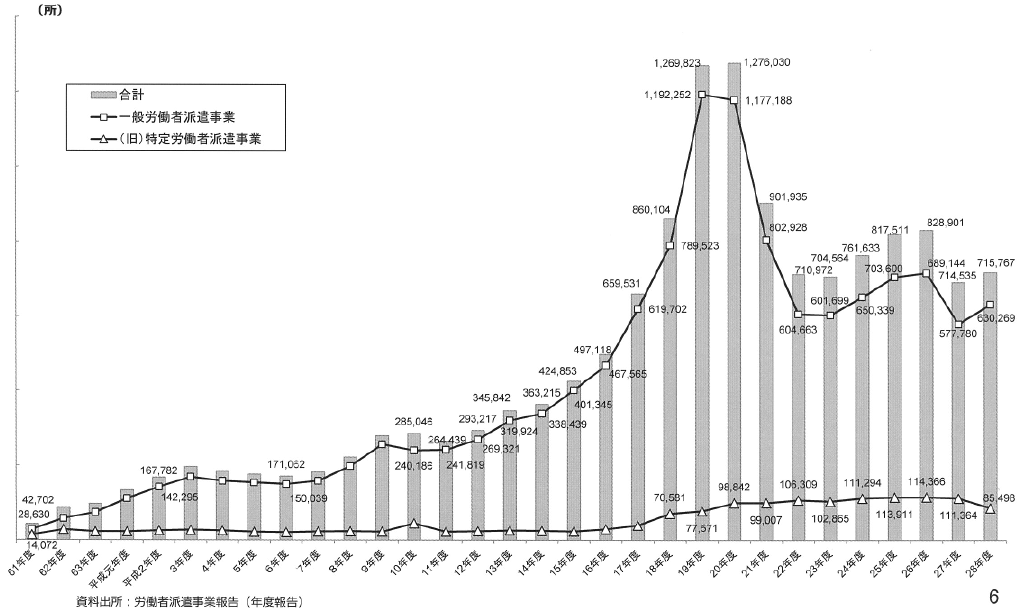 (所)
合計
一般労働者派遣事業
(旧)特定労働者派遣事業
42,702
28,630
14,072
167,782
142,295
171,052
150,039
285,046
240,186
264,439
241,819
293,217
269,321
345,842
319,924
363,215
338,439
424,853
401,345
497,118
467,565
659,531
619,702
860,104
789,523
70,581
1,269,823
1,192,252
77,571
1,276,030
1,177,188
98,842
901,935
802,928
99,007
710,972
604,663
106,309
704,564
601,699
102,865
761,633
650,339
111,294
817,511
703,600
113,911
828,901
689,144
114,366
714,535
577,780
111,364
715,767
630,269
85,498
61年度
62年度
63年度
平成元年度
平成2年度
3年度
4年度
5年度
6年度
7年度
8年度
9年度
10年度
11年度
12年度
13年度
14年度
15年度
16年度
17年度
18年度
19年度
20年度
21年度
22年度
23年度
24年度
25年度
26年度
27年度
28年度
資料出所：労働者派遣事業報告（年度報告）
6